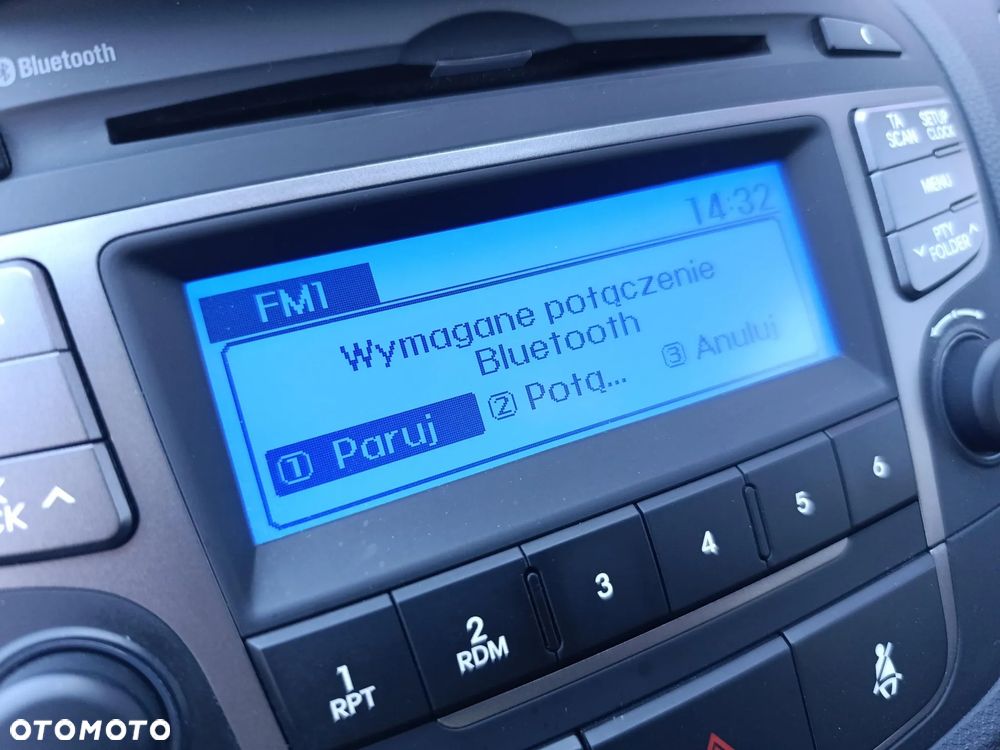 Bluetooth
TA
SCAN
SETUP
CLOCK
MENU
PTY
FOLDER
14:32
FM1
Wymagane połączenie
Bluetooth
1 Paruj
2 Połą...
3 Anuluj
CK
1
RPT
2
RDM
3
4
5
6
OTOMOTO